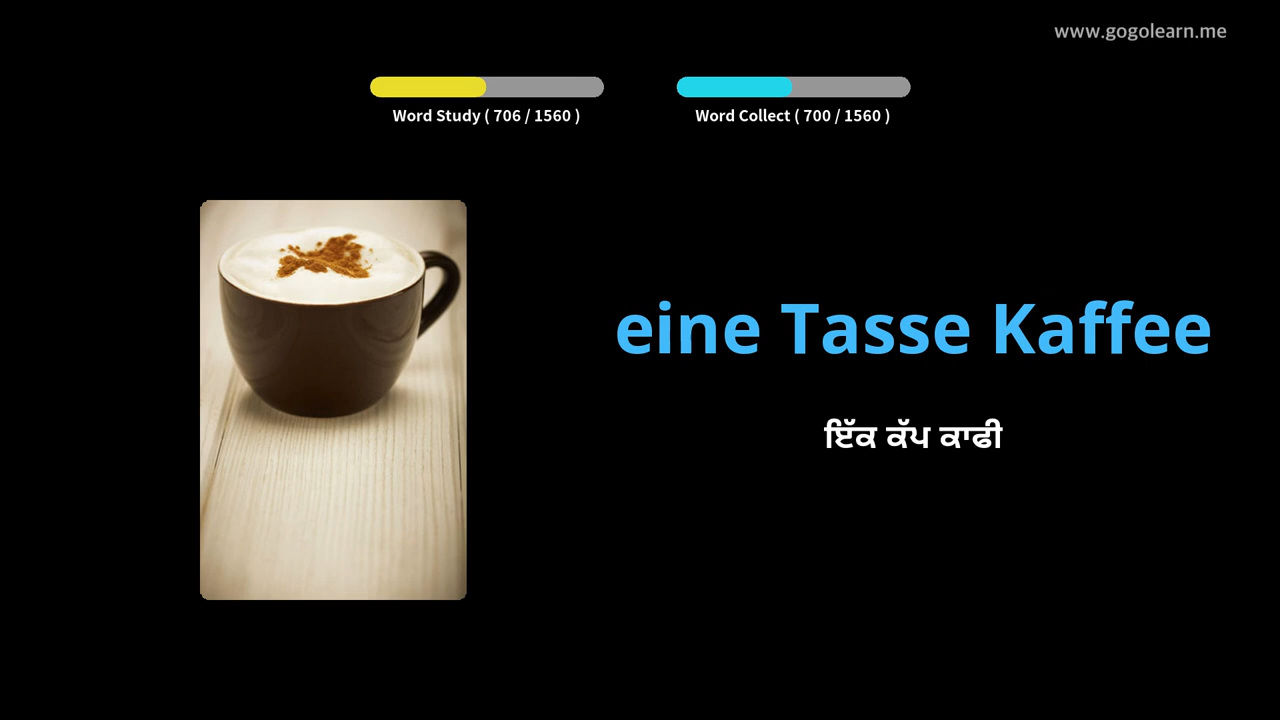 www.gogolearn.me
Word Study ( 706 / 1560 )
Word Collect ( 700 / 1560 )
eine Tasse Kaffee
ਇੱਕ ਕੱਪ ਕਾਫੀ